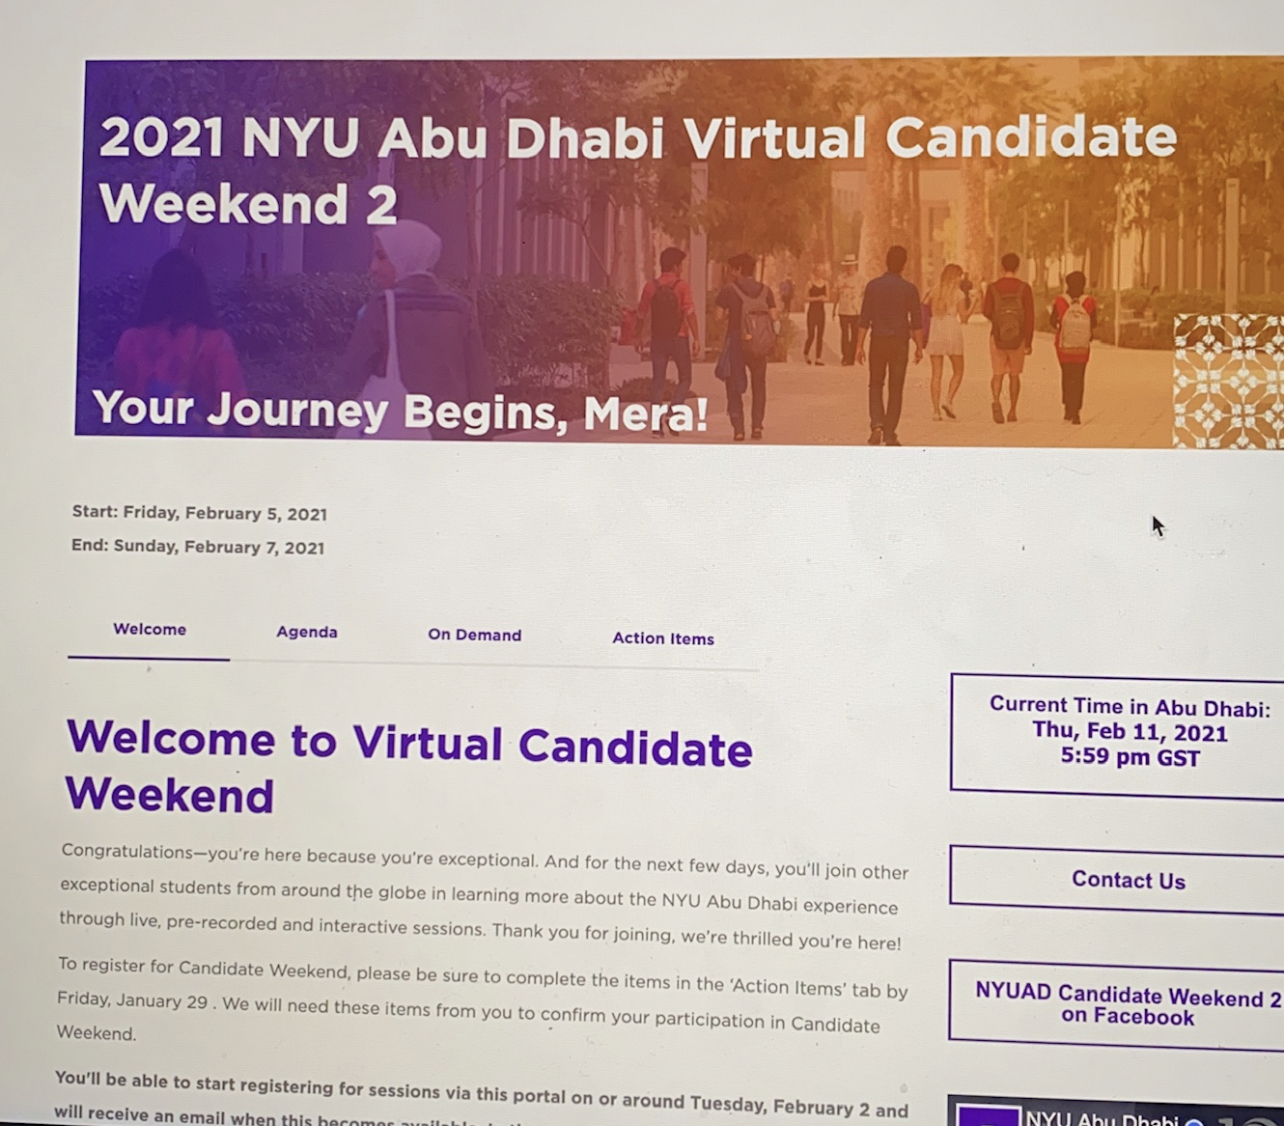 2021 NYU Abu Dhabi Virtual Candidate
Weekend 2
Your Journey Begins, Mera!
Start: Friday, February 5, 2021
End: Sunday, February 7, 2021
Welcome Agenda On Demand Action Items
Welcome to Virtual Candidate
Weekend
Congratulations—you're here because you're exceptional. And for the next few days, you'll join other
exceptional students from around the globe in learning more about the NYU Abu Dhabi experience
through live, pre-recorded and interactive sessions. Thank you for joining, we're thrilled you're here!
To register for Candidate Weekend, please be sure to complete the items in the 'Action Items' tab by
Friday, January 29 . We will need these items from you to confirm your participation in Candidate
Weekend.
You'll be able to start registering for sessions via this portal on or around Tuesday, February 2 and
will receive an email when this becomes available
Current Time in Abu Dhabi:
Thu, Feb 11, 2021
5:59 pm GST
Contact Us
NYUAD Candidate Weekend 2
on Facebook
NYU Abu Dhabi